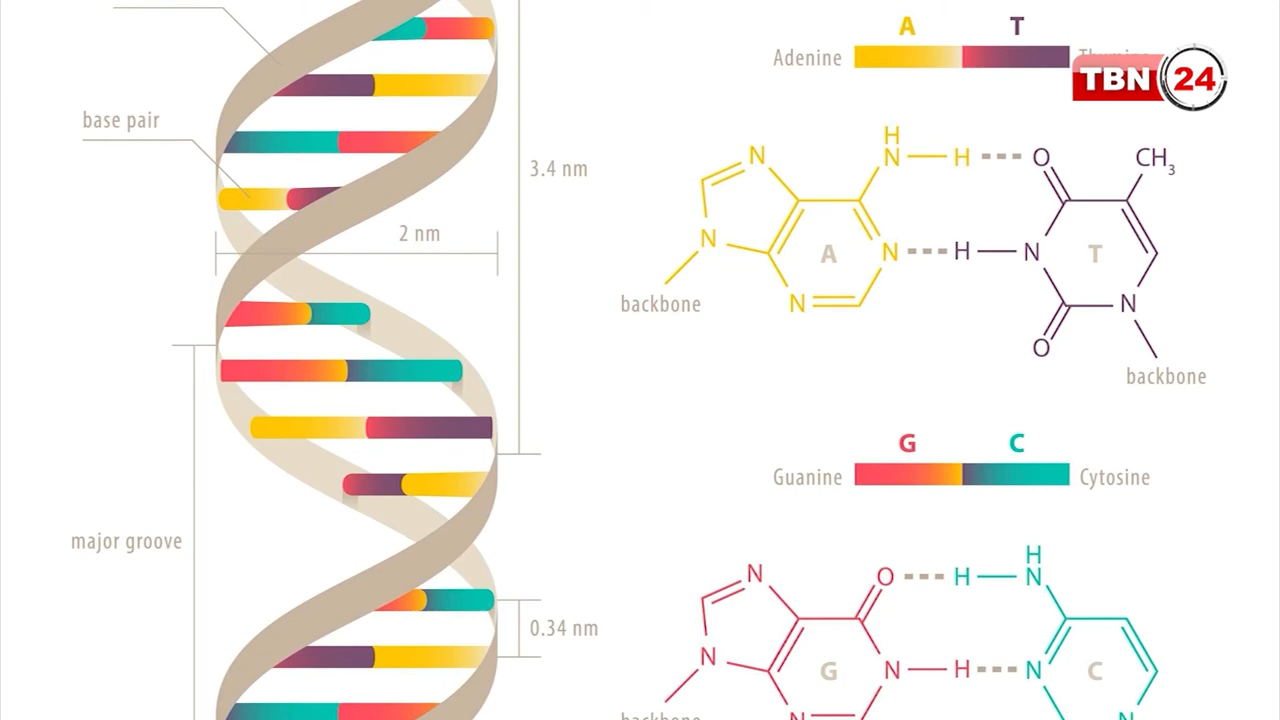 A T
Adenine
TBN 24
base pair
3.4 nm
2 nm
N
H
N
H
O
CH3
N
A
N
H
N
T
N
N
backbone
O
backbone
G C
Guanine Cytosine
major groove
0.34 nm
N
O
H
H
N
N
G
N
H
N
C
backbone
N
N